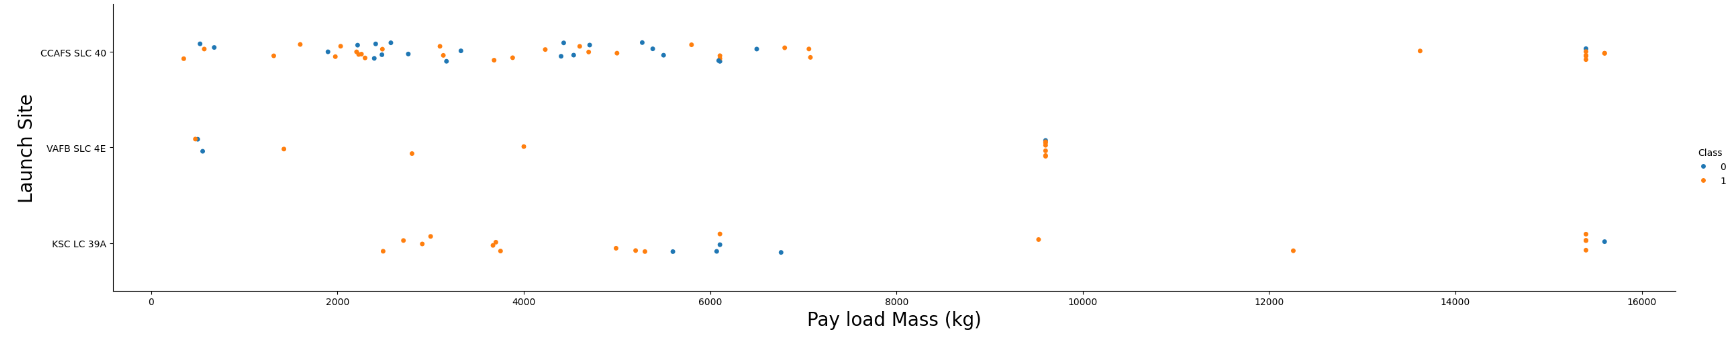 CCAFS SLC 40
VAFB SLC 4E
KSC LC 39A
Launch Site
0 2000 4000 6000 8000 10000 12000 14000 16000
Pay load Mass (kg)
Class
0
1